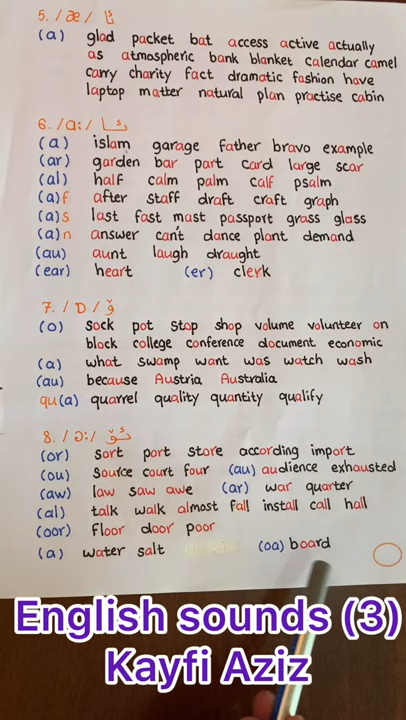 5. /æ/
(a) glad packet bat access active actually
as atmospheric bank blanket calendar camel
carry charity fact dramatic fashion have
laptop matter natural plan practise cabin
6. /ɑː/
(a) islam garage father bravo example
(ar) garden bar part card large scar
(al) half calm palm calf psalm
(a)f after staff draft craft graph
(a)s last fast mast passport grass glass
(a)n answer can't dance plant demand
(au) aunt laugh draught
(ear) heart (er) clerk
7. /ɒ/ ۆ
(o) sock pot stop shop volume volunteer on
block college conference document economic
(a) what swamp want was watch wash
(au) because Austria Australia
qu(a) quarrel quality quantity qualify
8. /ɔː/
(or) sort port store according import
(ou) source court four (au) audience exhausted
(aw) law saw awe (ar) war quarter
(al) talk walk almost fall install call hall
(oor) floor door poor
(a) water salt (oa) board
English sounds (3)
Kayfi Aziz